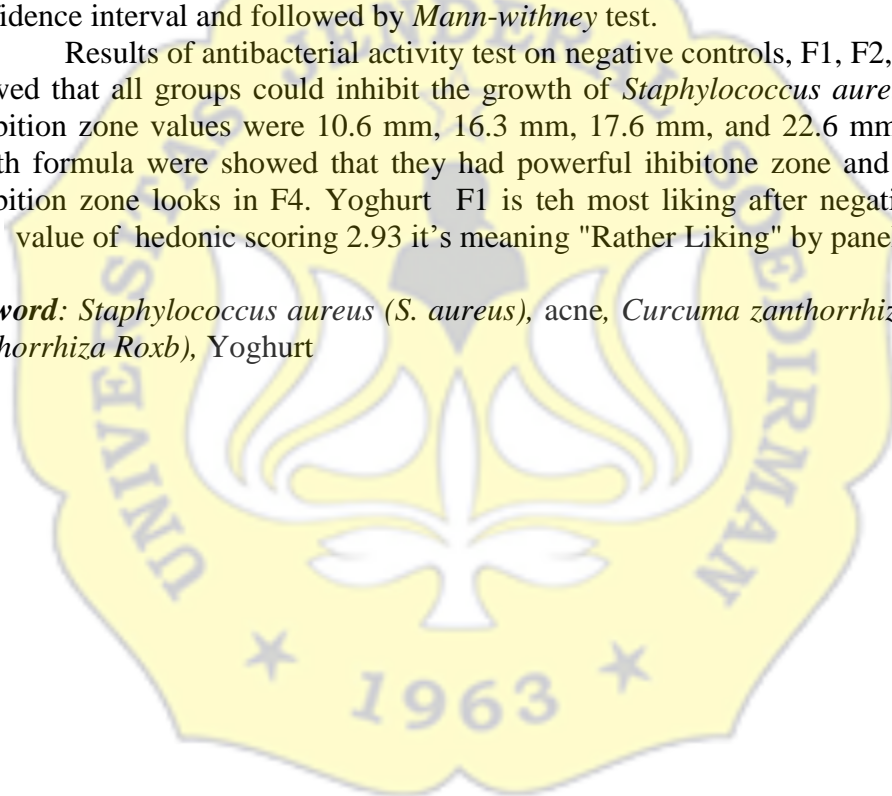 idence interval and followed by Mann-withney test.
Results of antibacterial activity test on negative controls, F1, F2,
ved that all groups could inhibit the growth of Staphylococcus aure
bition zone values were 10.6 mm, 16.3 mm, 17.6 mm, and 22.6 mm
th formula were showed that they had powerful ihibitone zone and
bition zone looks in F4. Yoghurt F1 is teh most liking after negati
value of hedonic scoring 2.93 it's meaning "Rather Liking" by pane
word: Staphylococcus aureus (S. aureus), acne, Curcuma zanthorrhiz
horrhiza Roxb), Yoghurt
UNIVERSITAS JENDERAL SOEDIRMAN
1963